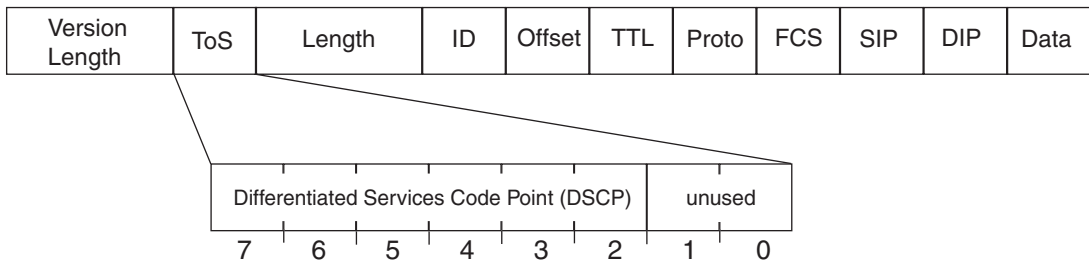 Version
Length
ToS
Length
ID
Offset
TTL
Proto
FCS
SIP
DIP
Data
Differentiated Services Code Point (DSCP)
unused
7 6 5 4 3 2 1 0